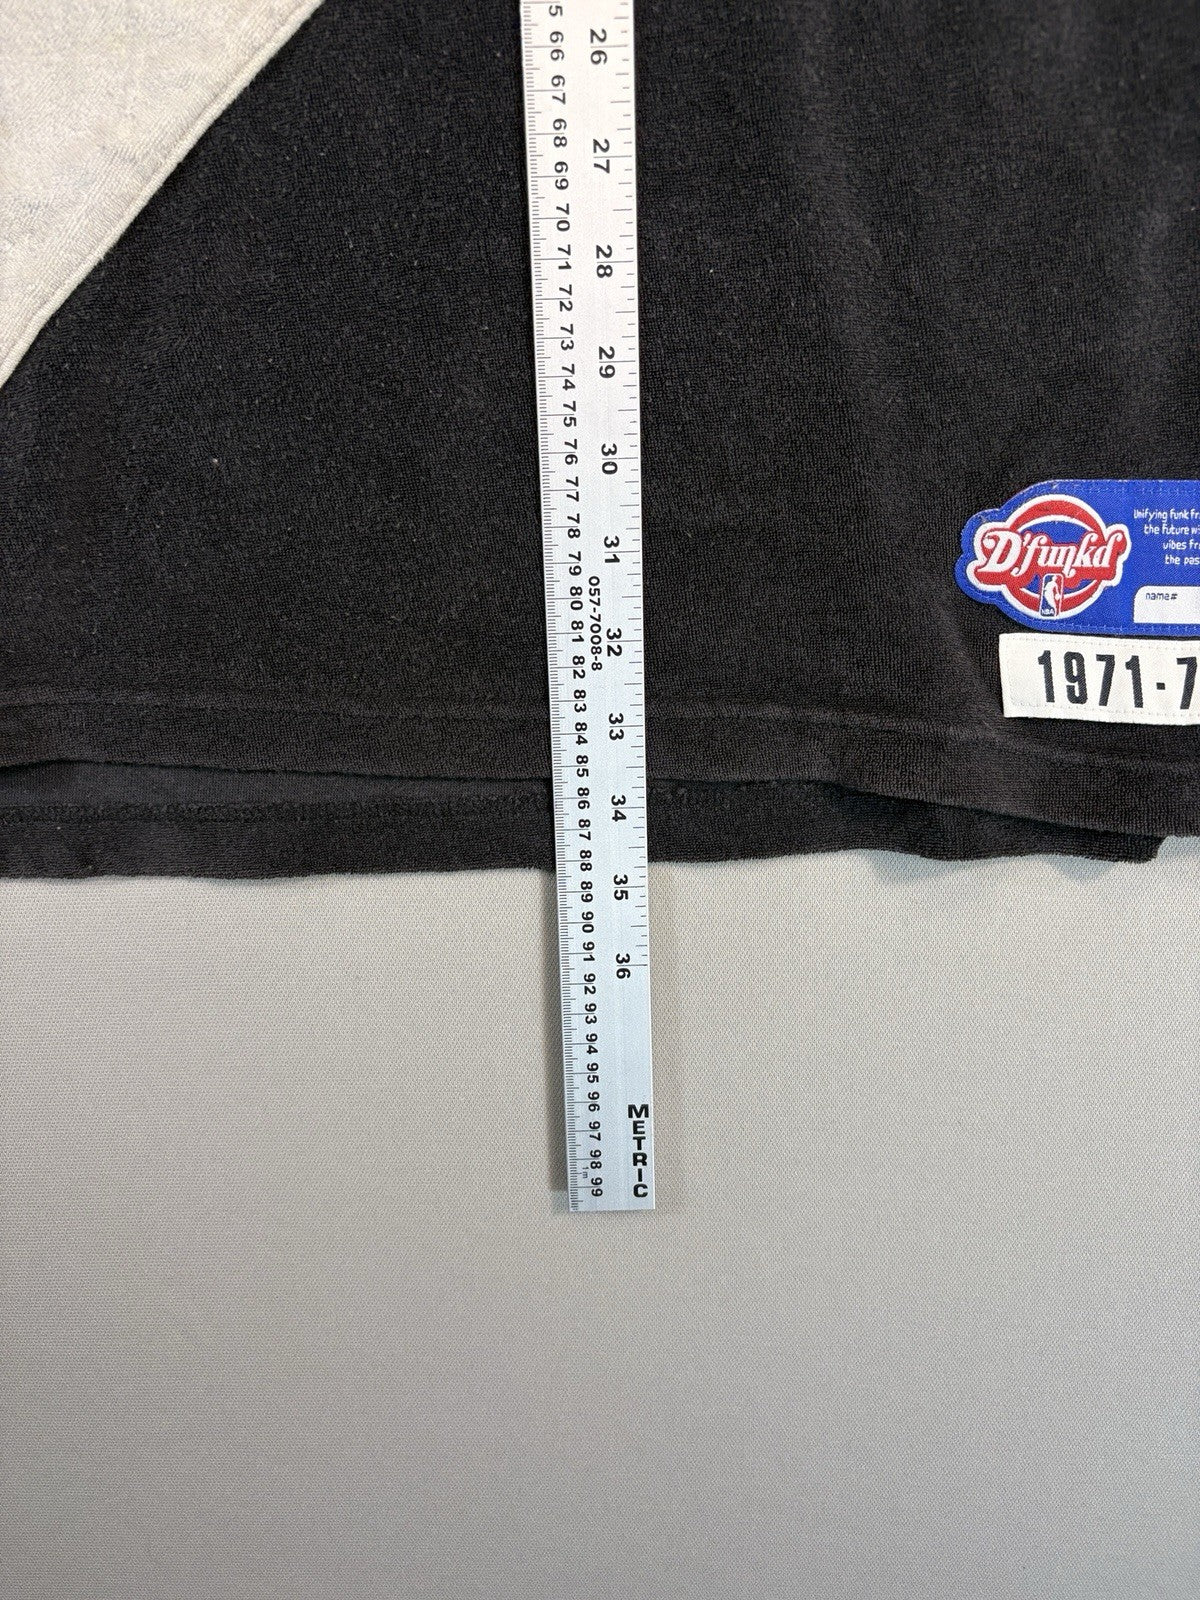 26
27
28
29
30
31
32
33
34
35
36
5 66 67 68 69 70 71 72 73 74 75 76 77 78 79 80 81 82 83 84 85 86 87 88 89 90 91 92 93 94 95 96 97 98 99
1m
057-7008-8
METRIC
D'funkd
NBA
Unifying funk fr
the future wi
vibes fr
the pas
name#
1971-7